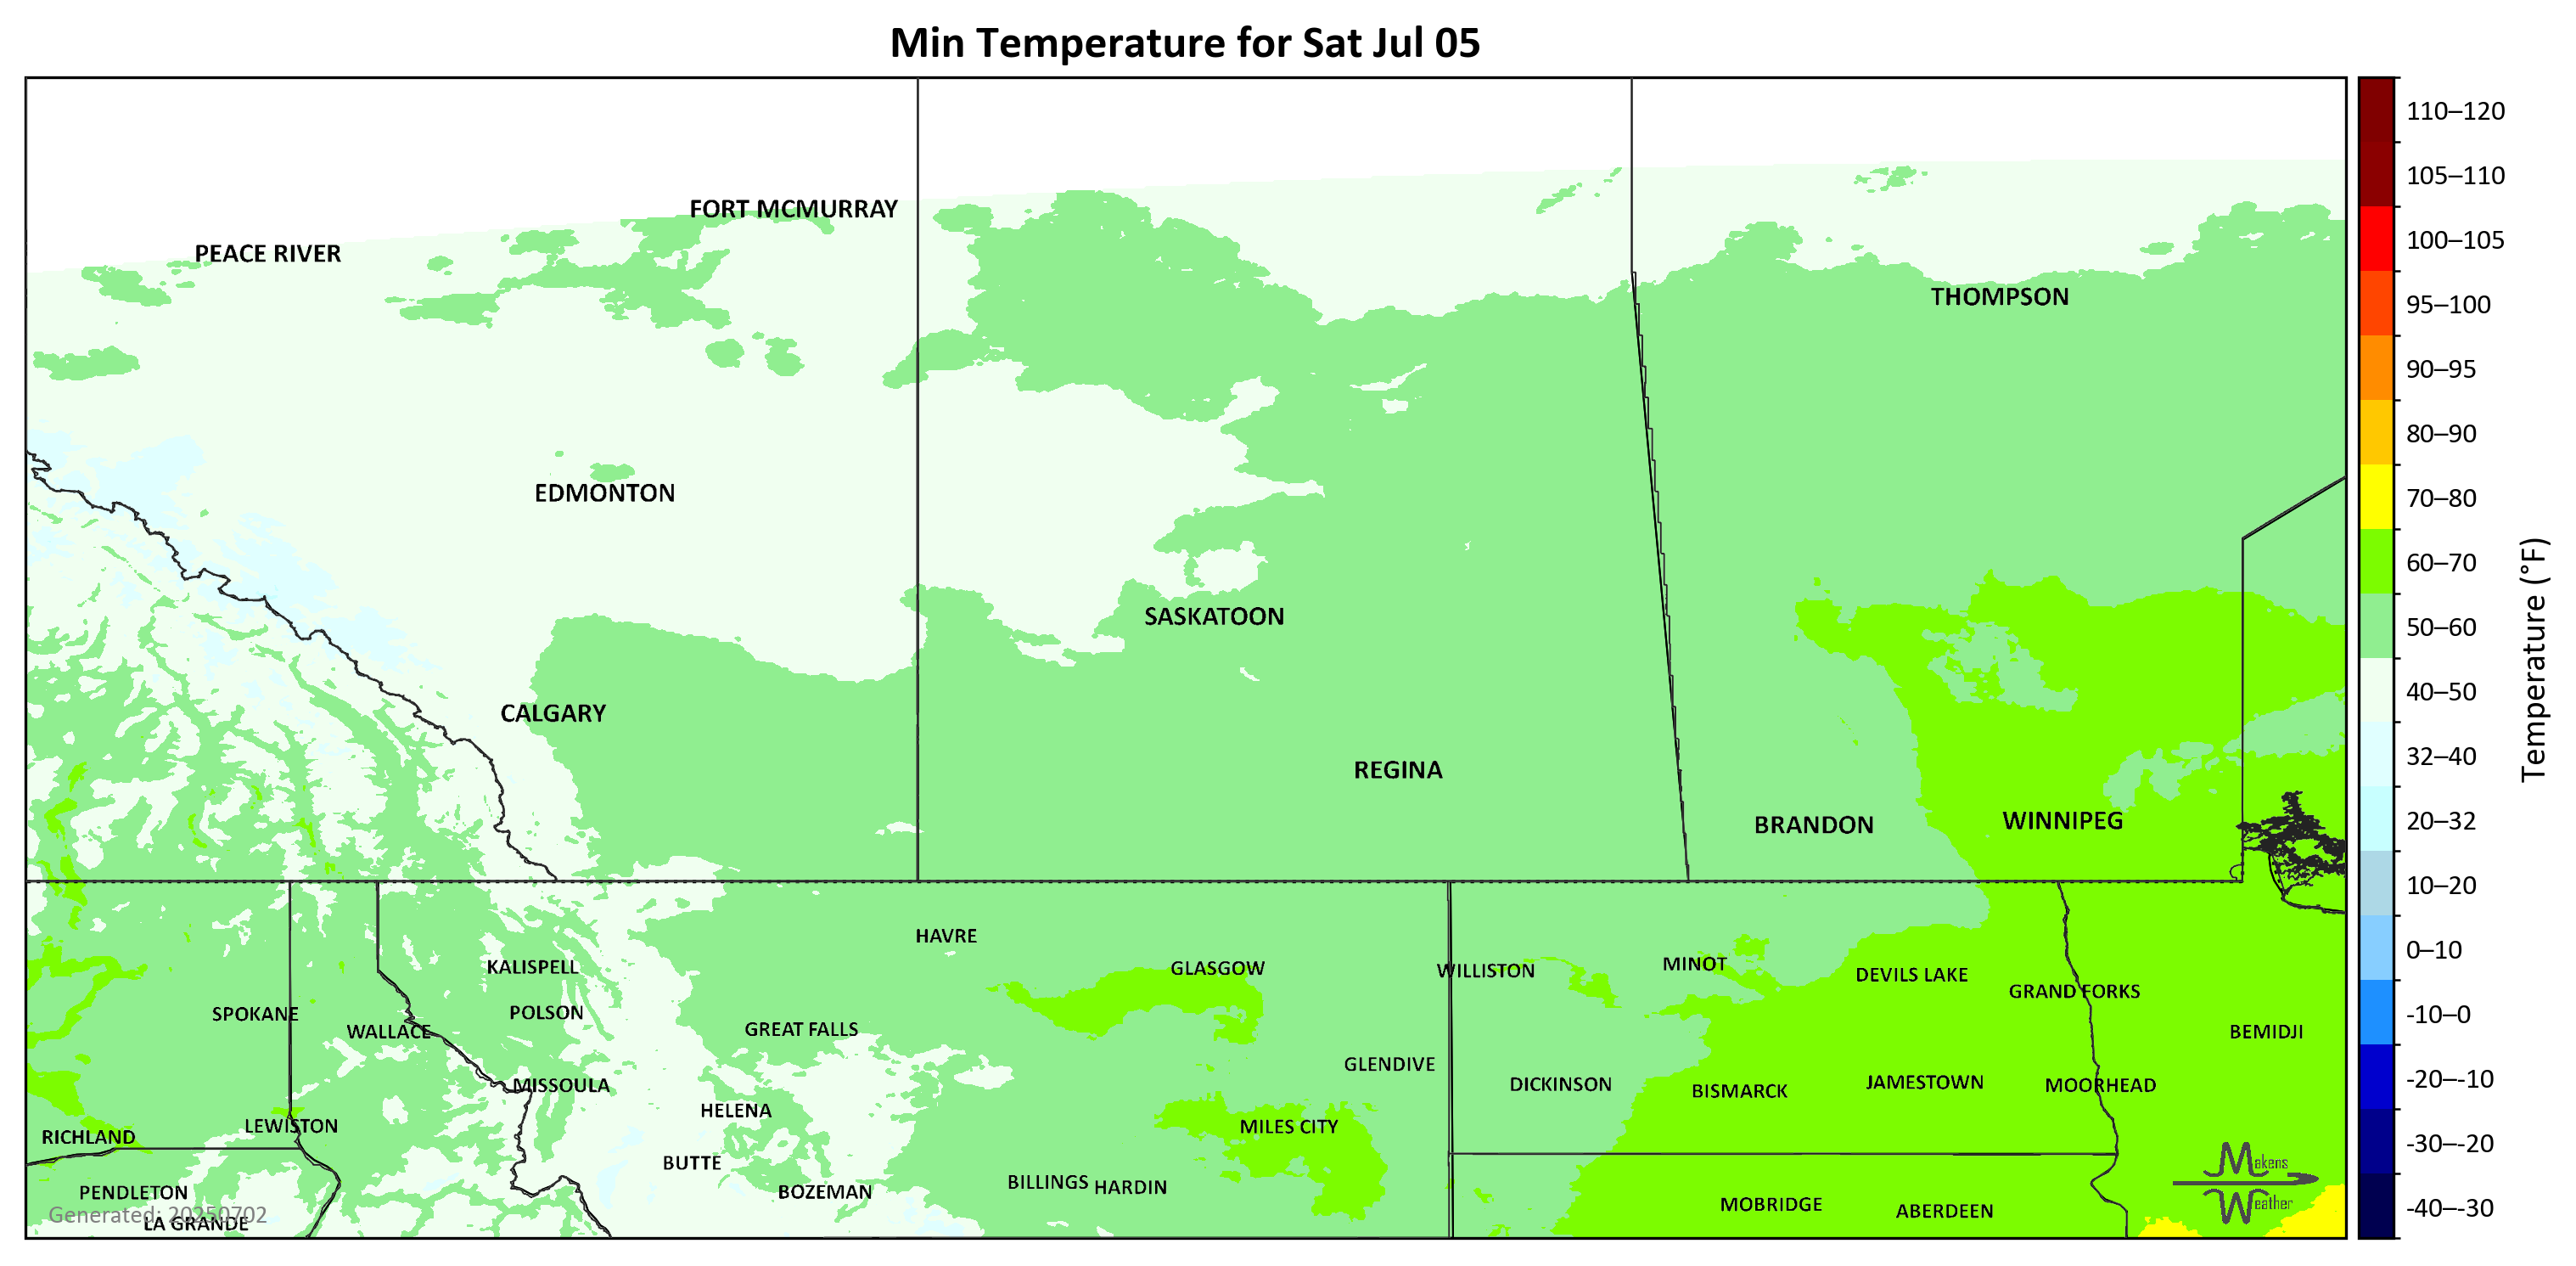 Min Temperature for Sat Jul 05
FORT MCMURRAY
PEACE RIVER
THOMPSON
EDMONTON
SASKATOON
CALGARY
REGINA
BRANDON
WINNIPEG
HAVRE
KALISPELL
GLASGOW
WILLISTON
MINOT
DEVILS LAKE
GRAND FORKS
SPOKANE
POLSON
WALLACE
GREAT FALLS
BEMIDJI
GLENDIVE
MISSOULA
DICKINSON
BISMARCK
JAMESTOWN
MOORHEAD
HELENA
LEWISTON
MILES CITY
RICHLAND
BUTTE
BILLINGS
HARDIN
PENDLETON
BOZEMAN
MOBRIDGE
ABERDEEN
Generated: 20250702
LA GRANDE
Makens
Weather
110–120
105–110
100–105
95–100
90–95
80–90
70–80
60–70
50–60
40–50
32–40
20–32
10–20
0–10
-10–0
-20–-10
-30–-20
-40–-30
Temperature (°F)